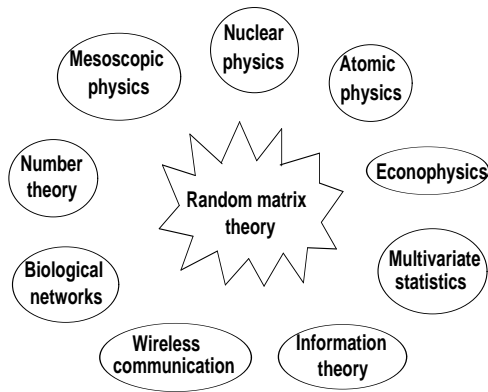 Nuclear
physics
Mesoscopic
physics
Atomic
physics
Number
theory
Random matrix
theory
Econophysics
Biological
networks
Multivariate
statistics
Wireless
communication
Information
theory